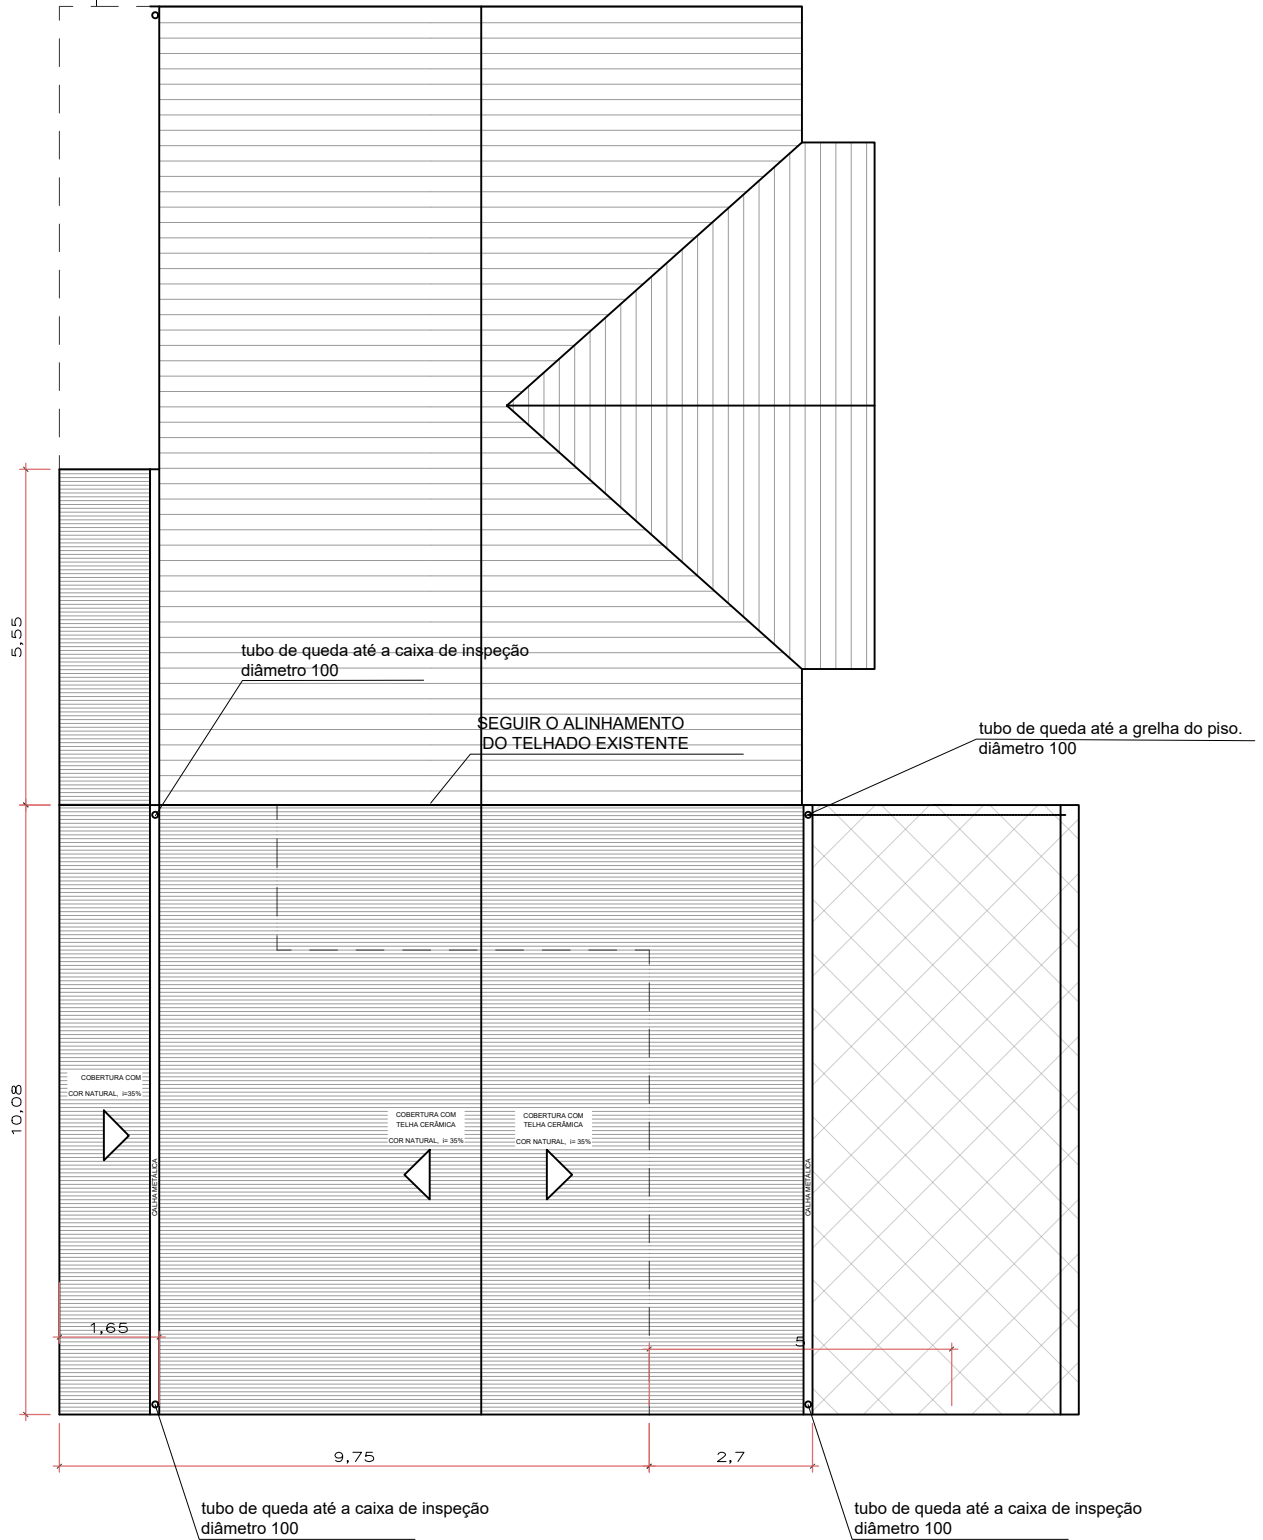 5,55
tubo de queda até a caixa de inspeção
diâmetro 100
SEGUIR O ALINHAMENTO
DO TELHADO EXISTENTE
tubo de queda até a grelha do piso.
diâmetro 100
10,08
COBERTURA COM
COR NATURAL, i=35%
COBERTURA COM
TELHA CERÂMICA
COR NATURAL, i= 35%
COBERTURA COM
TELHA CERÂMICA
COR NATURAL, i= 35%
CALHA METÁLICA
CALHA METÁLICA
1,65
5
9,75
2,7
tubo de queda até a caixa de inspeção
diâmetro 100
tubo de queda até a caixa de inspeção
diâmetro 100